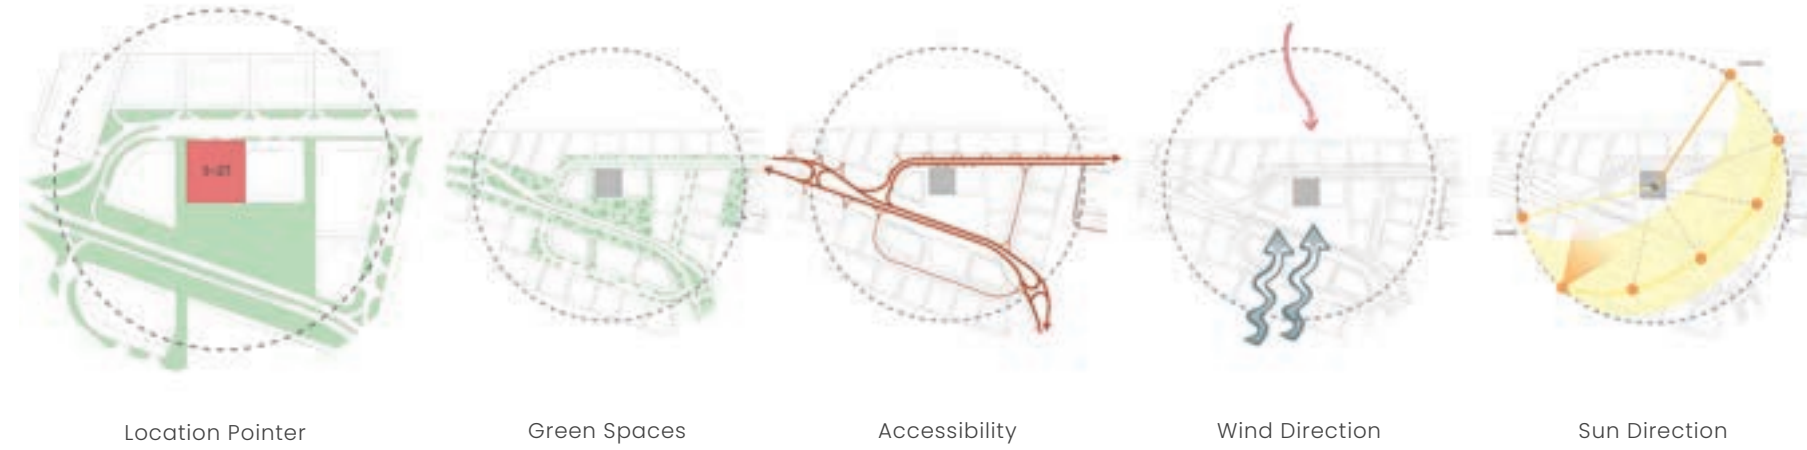 Location Pointer
Green Spaces
Accessibility
Wind Direction
Sun Direction